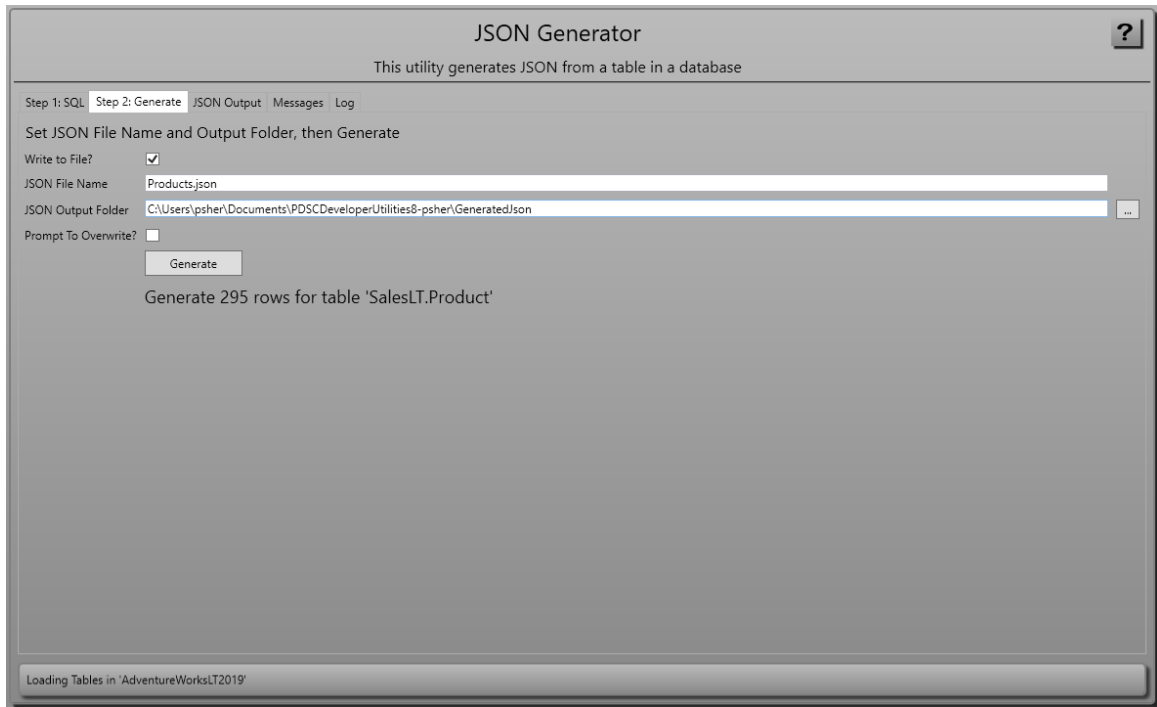 JSON Generator
?
This utility generates JSON from a table in a database
Step 1: SQL Step 2: Generate JSON Output Messages Log
Set JSON File Name and Output Folder, then Generate
Write to File?
JSON File Name Products.json
JSON Output Folder C:\Users\psher\Documents\PDSCDeveloperUtilities8-psher\GeneratedJson ...
Prompt To Overwrite?
Generate
Generate 295 rows for table 'SalesLT.Product'
Loading Tables in 'AdventureWorksLT2019'